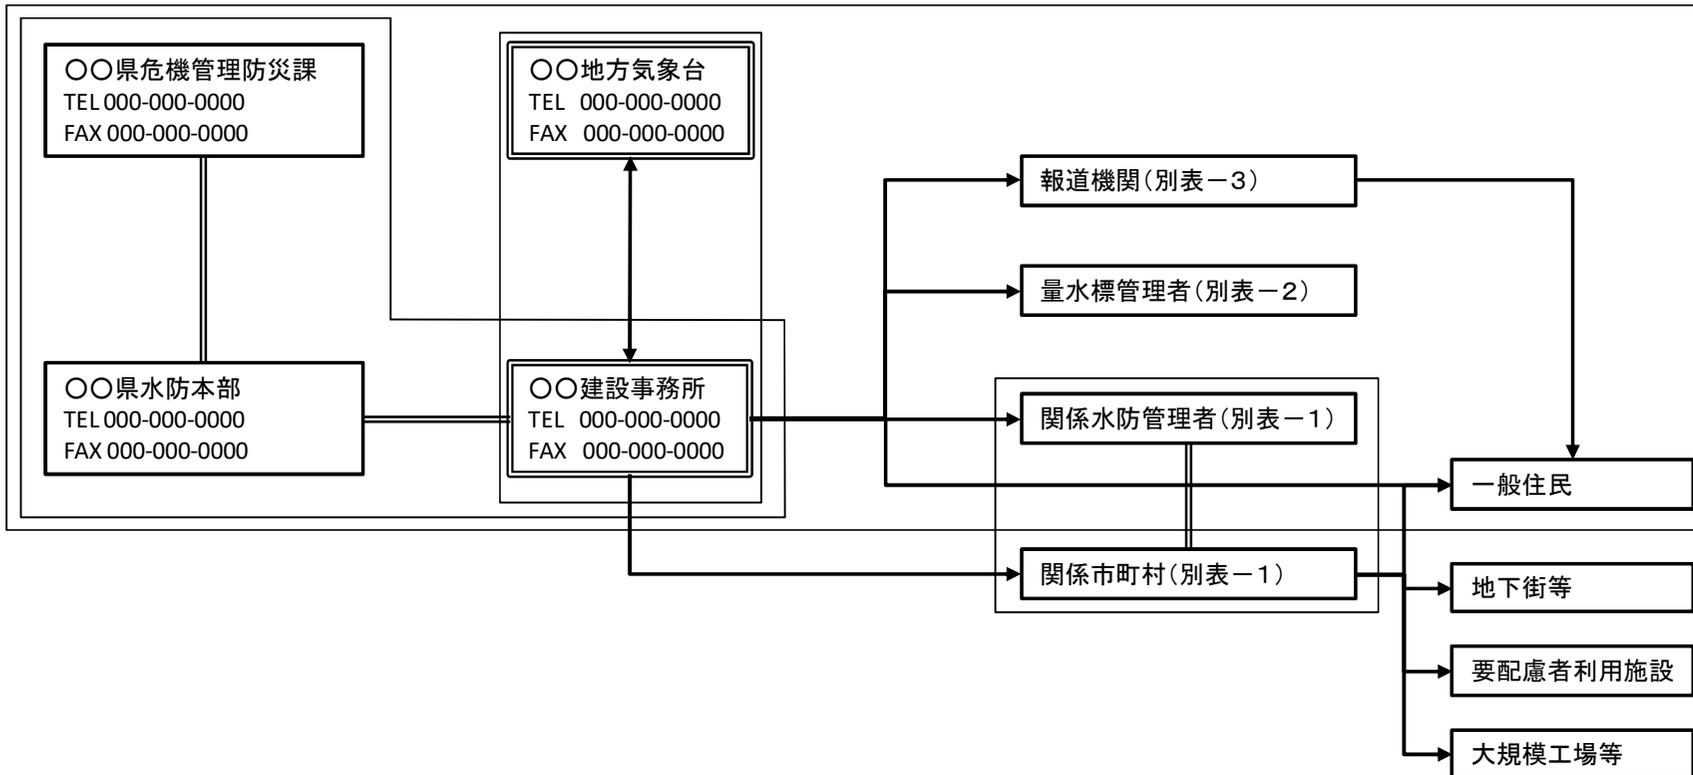 〇〇県危機管理防災課
TEL 000-000-0000
FAX 000-000-0000
〇〇地方気象台
TEL 000-000-0000
FAX 000-000-0000
報道機関(別表－3)
量水標管理者(別表－2)
〇〇県水防本部
TEL 000-000-0000
FAX 000-000-0000
〇〇建設事務所
TEL 000-000-0000
FAX 000-000-0000
関係水防管理者(別表－1)
一般住民
関係市町村(別表－1)
地下街等
要配慮者利用施設
大規模工場等